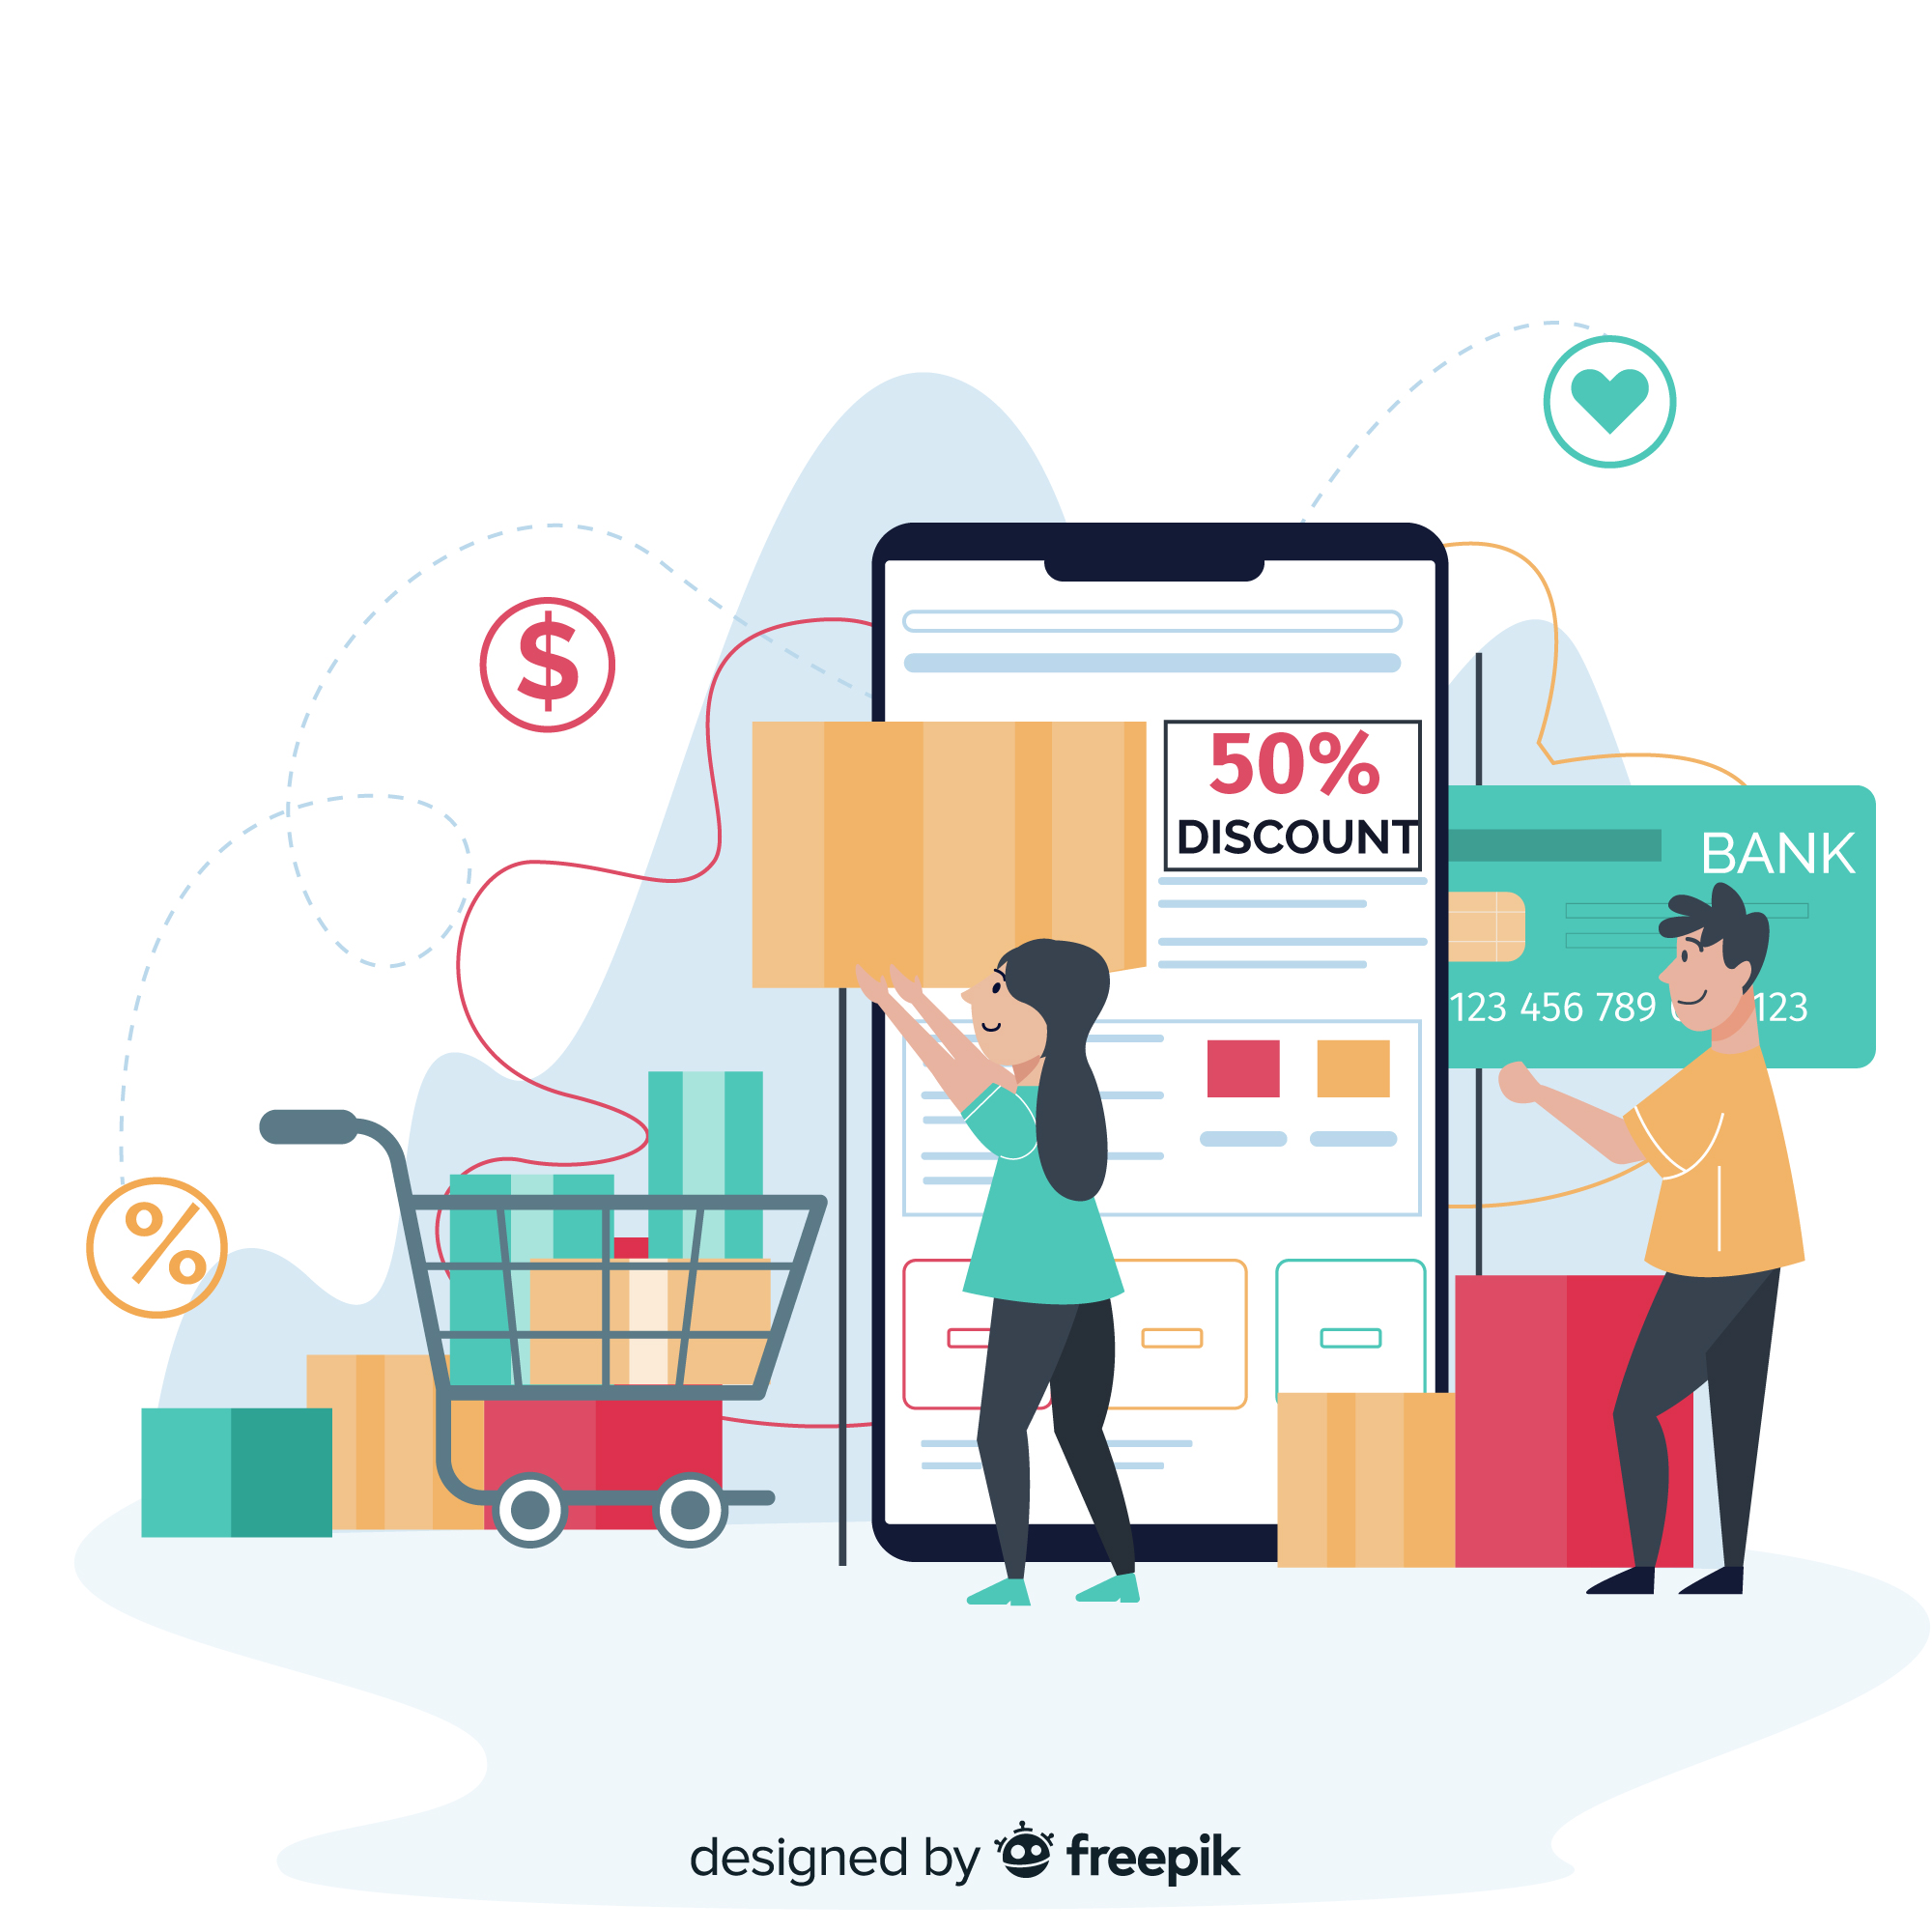 $
50%
DISCOUNT
BANK
123 456 789 123
%
designed by freepik